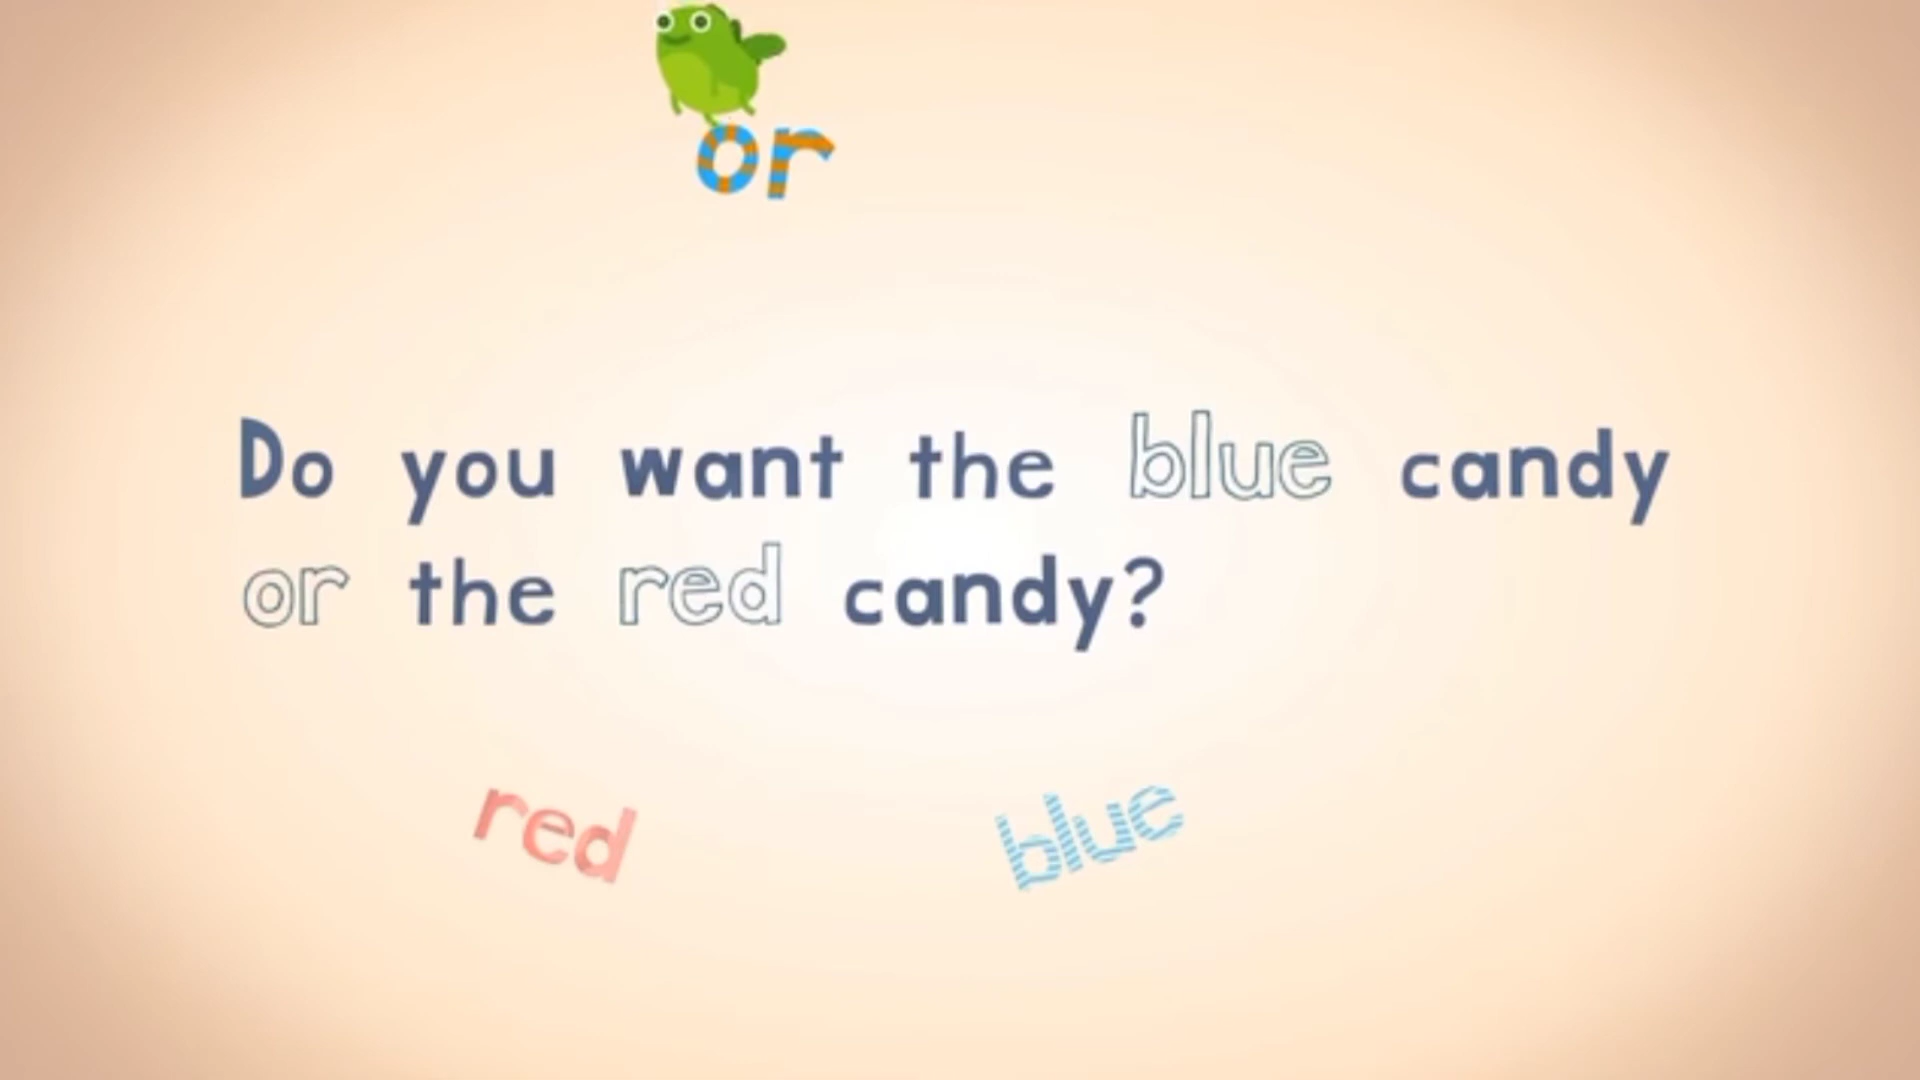 or
Do you want the blue candy
or the red candy?
red
blue